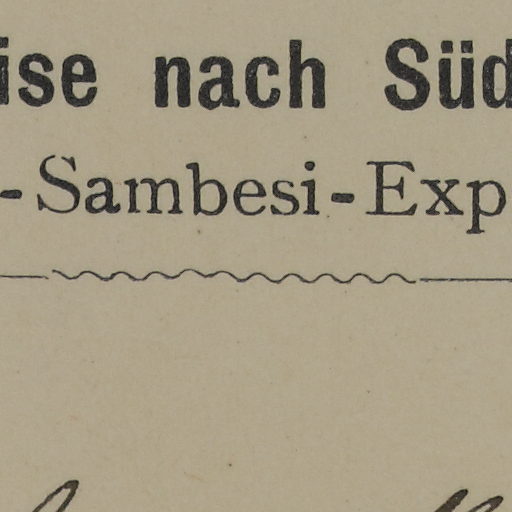 ise nach Süd
-Sambesi-Exp